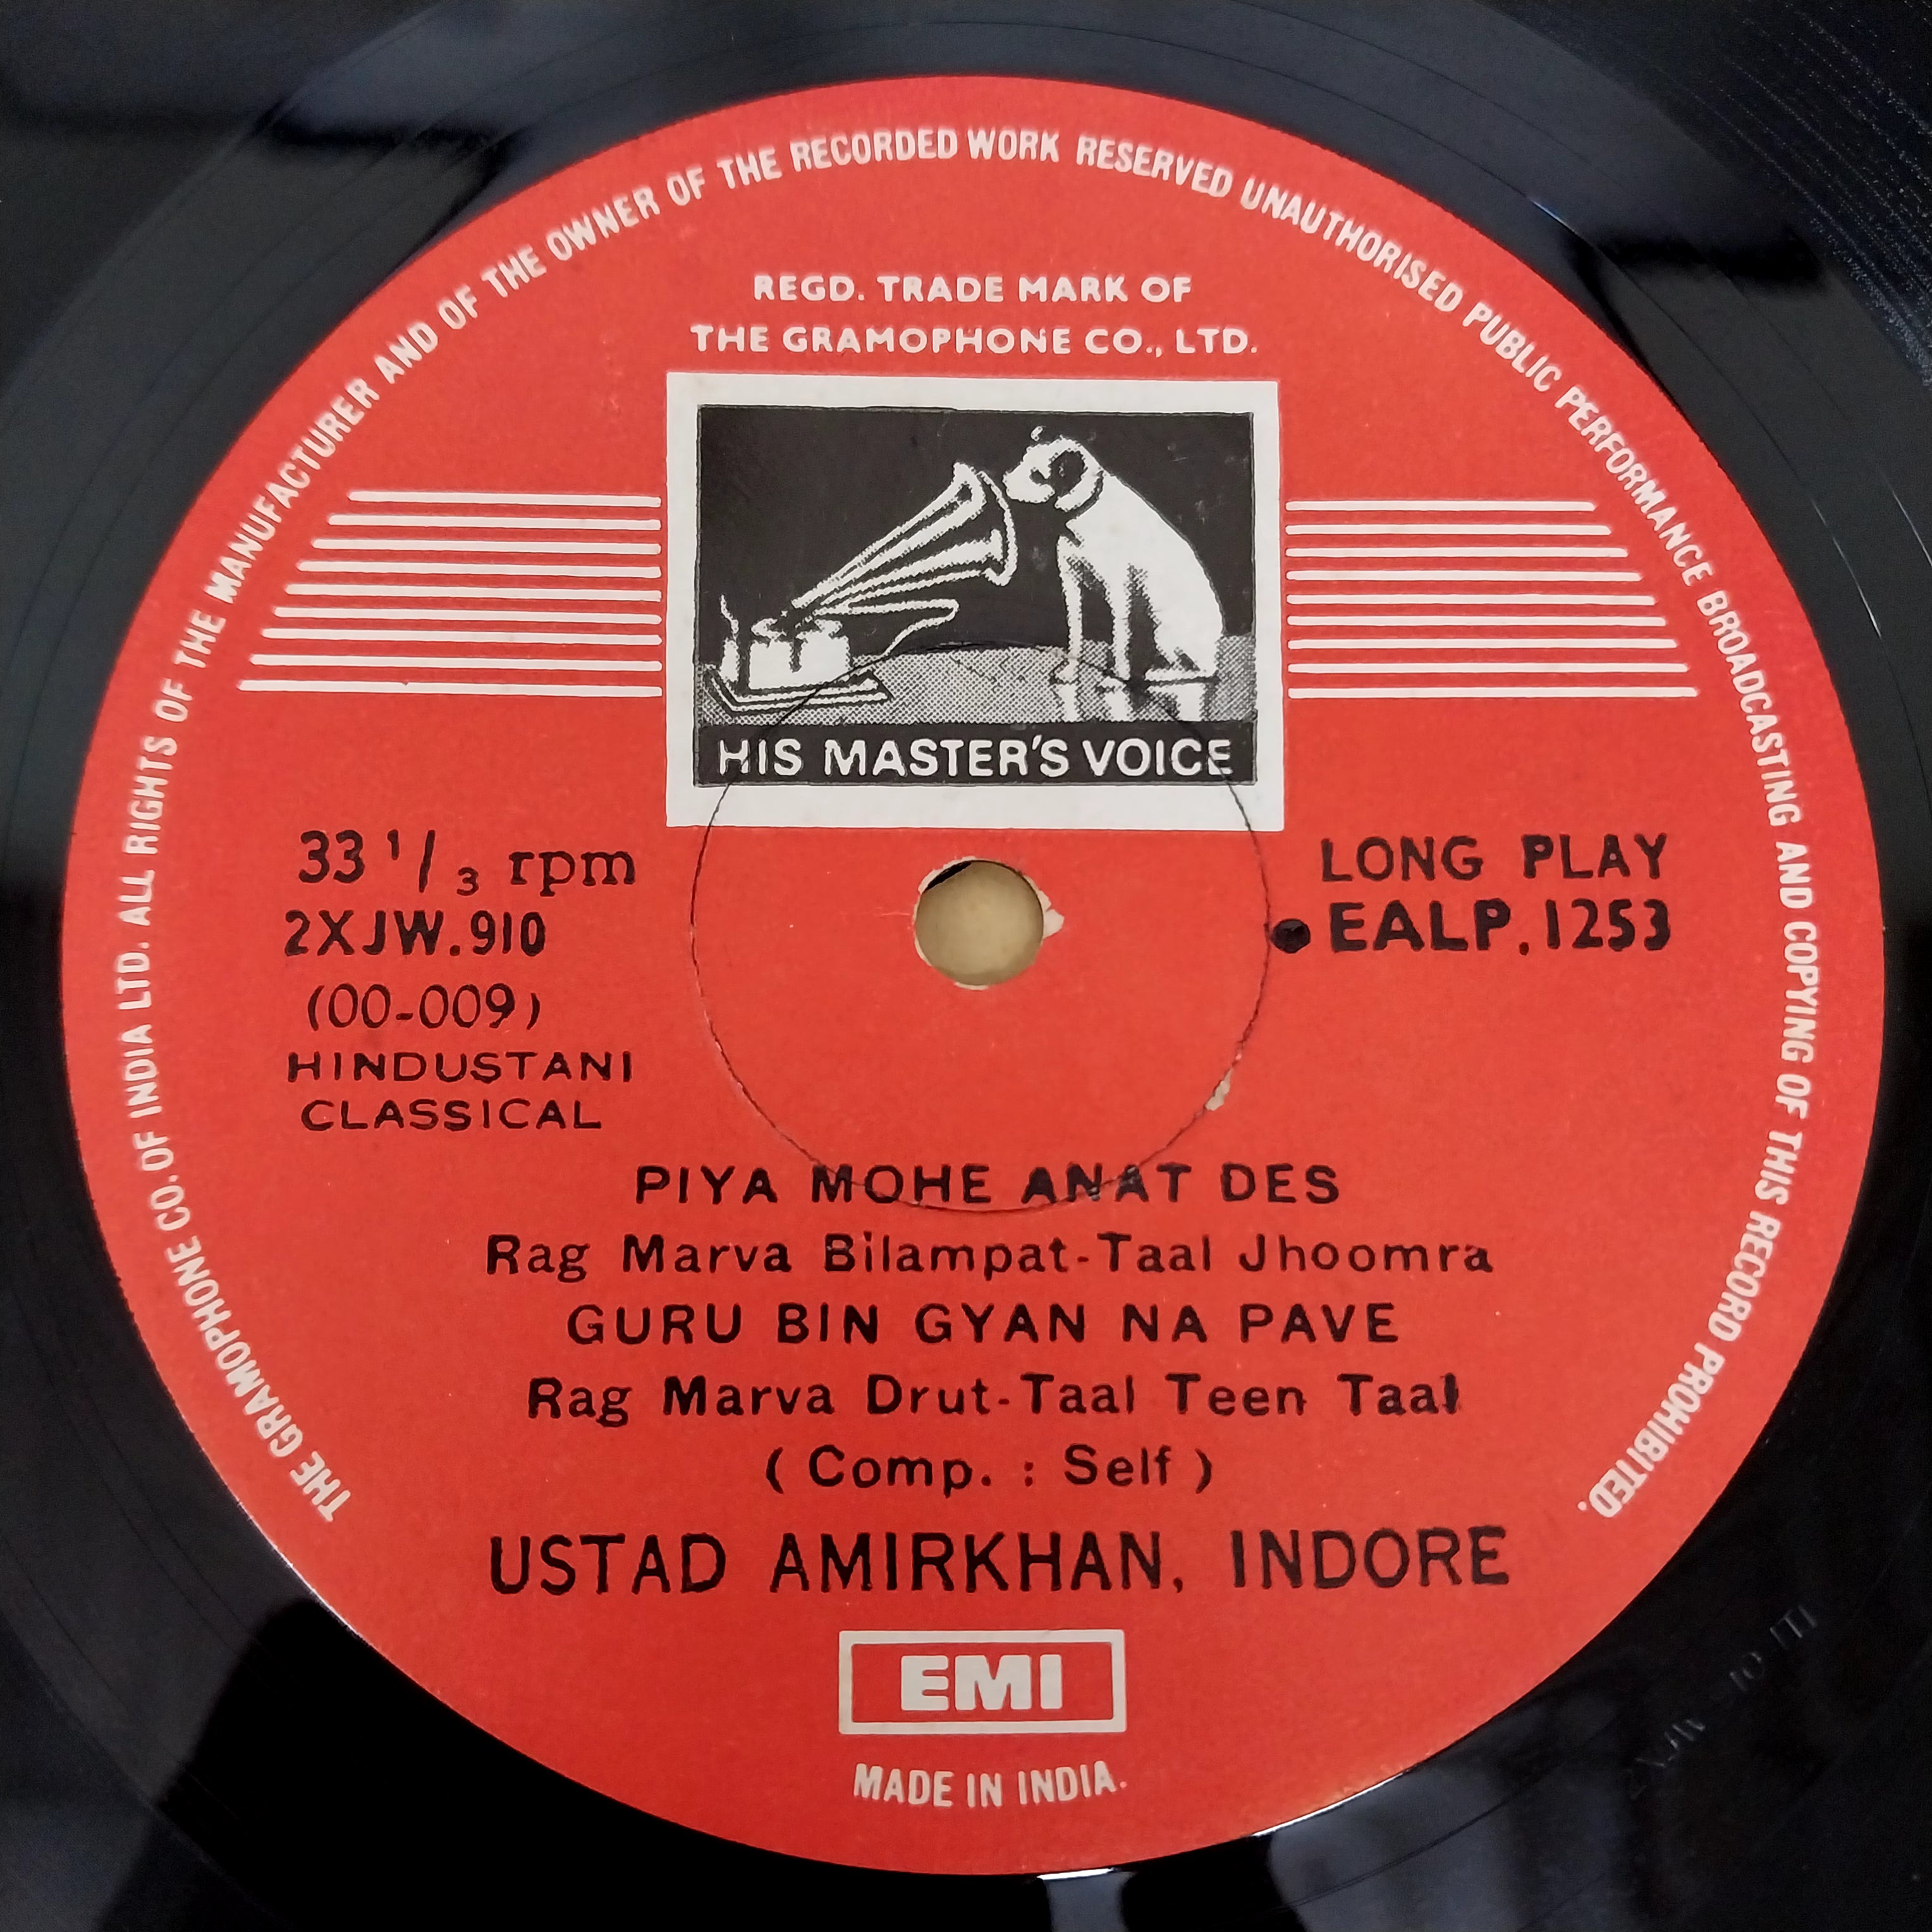 THE GRAMOPHONE CO. OF INDIA LTD. ALL RIGHTS OF THE MANUFACTURER AND OF THE OWNER OF THE RECORDED WORK RESERVED UNAUTHORISED PUBLIC PERFORMANCE BROADCASTING AND COPYING OF THIS RECORD PROHIBITED.
REGD. TRADE MARK OF
THE GRAMOPHONE CO., LTD.
HIS MASTER'S VOICE
33 1/3 rpm
2XJW.910
(00-009)
HINDUSTANI
CLASSICAL
LONG PLAY
● EALP. 1253
PIYA MOHE ANAT DES
Rag Marva Bilampat-Taal Jhoomra
GURU BIN GYAN NA PAVE
Rag Marva Drut-Taal Teen Taal
( Comp. : Self )
USTAD AMIRKHAN, INDORE
EMI
MADE IN INDIA.